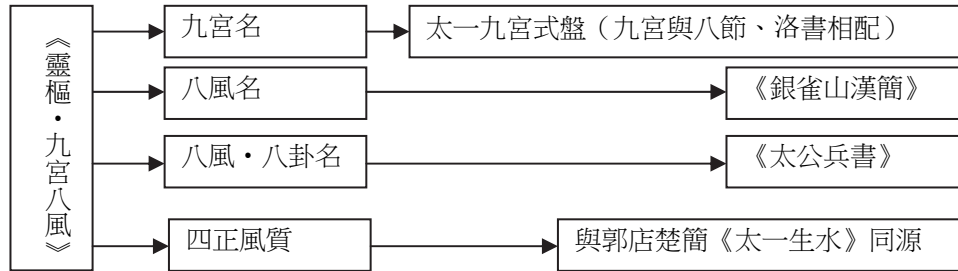 《靈樞・九宮八風》
九宮名
太一九宮式盤（九宮與八節、洛書相配）
八風名
《銀雀山漢簡》
八風・八卦名
《太公兵書》
四正風質
與郭店楚簡《太一生水》同源